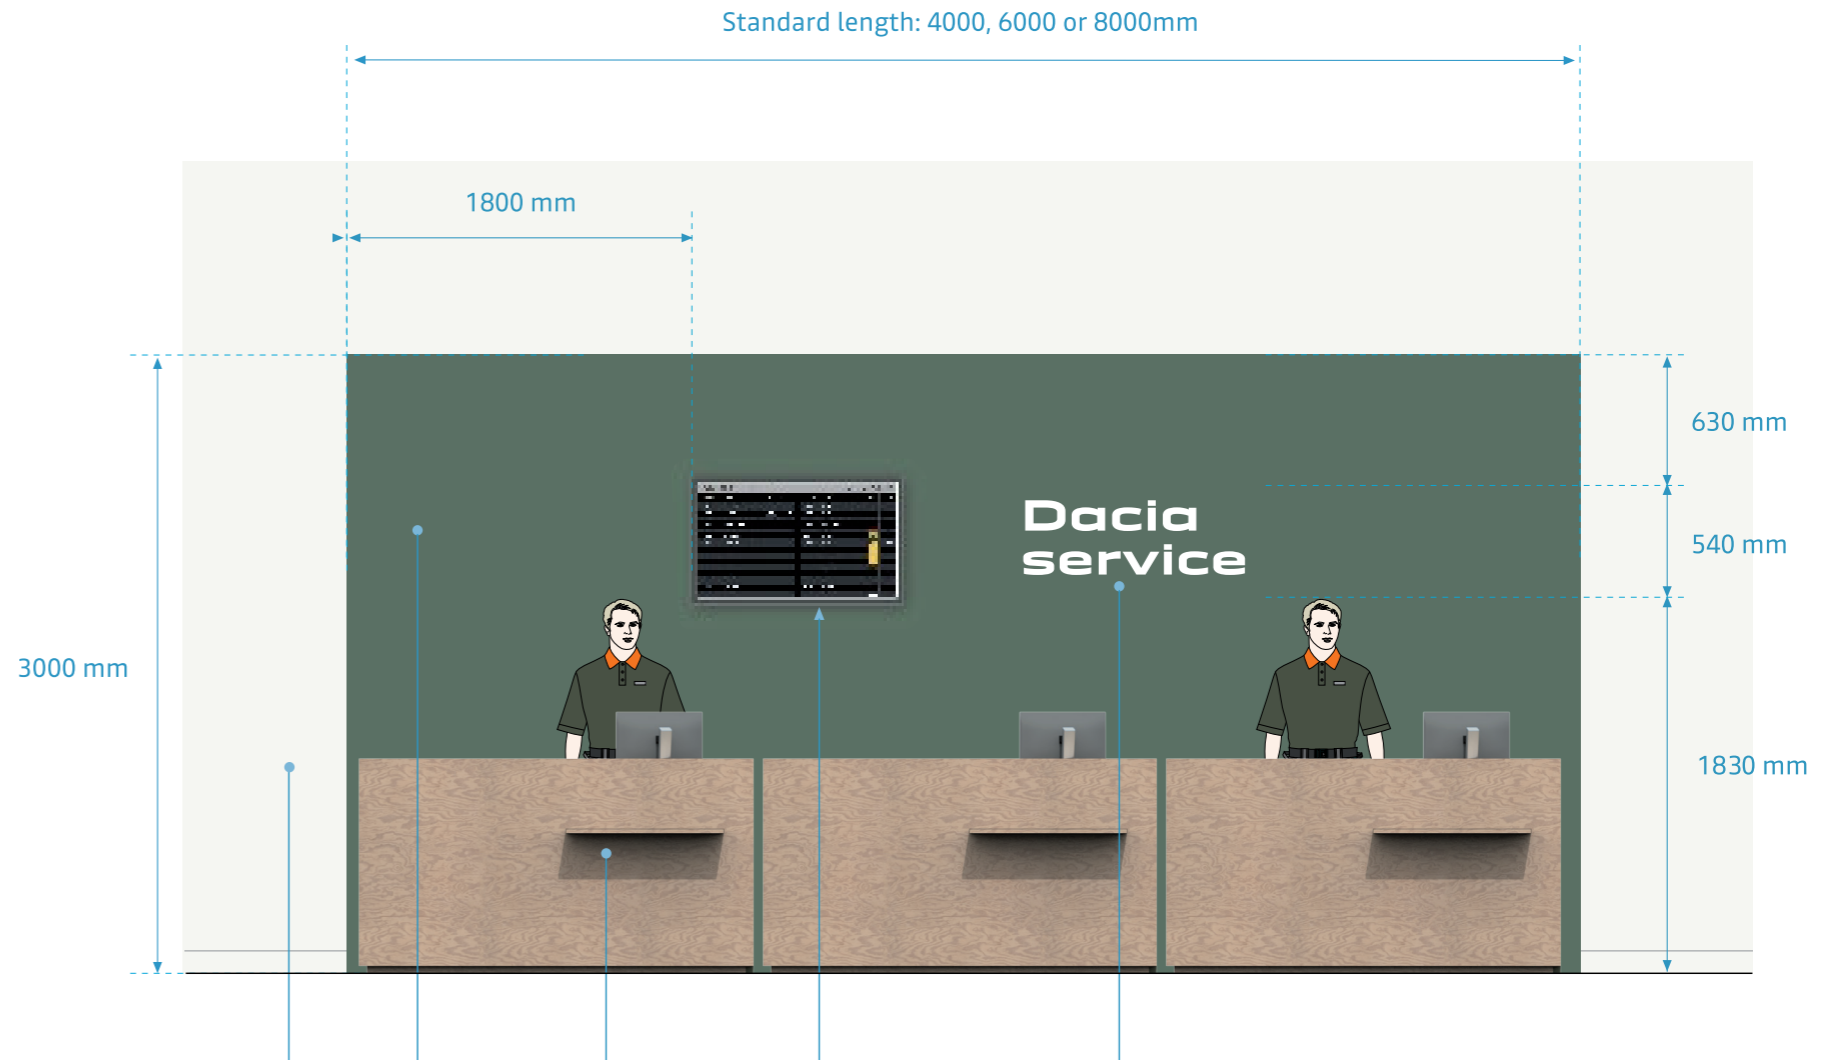 Standard length: 4000, 6000 or 8000mm
1800 mm
630 mm
Dacia
service
540 mm
3000 mm
1830 mm